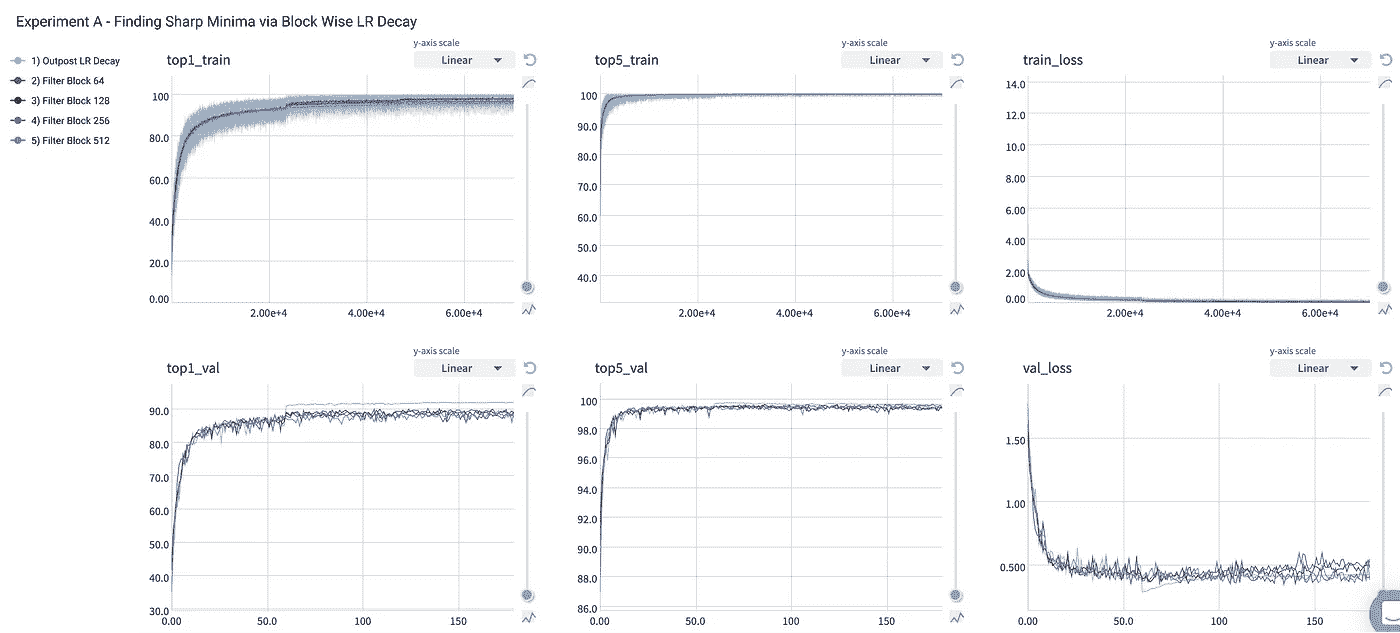 Experiment A - Finding Sharp Minima via Block Wise LR Decay
1) Outpost LR Decay
2) Filter Block 64
3) Filter Block 128
4) Filter Block 256
5) Filter Block 512
top1_train
y-axis scale
Linear
100
80.0
60.0
40.0
20.0
0.00
2.00e+4
4.00e+4
6.00e+4
top5_train
y-axis scale
Linear
100
90.0
80.0
70.0
60.0
50.0
40.0
2.00e+4
4.00e+4
6.00e+4
train_loss
y-axis scale
Linear
14.0
12.0
10.0
8.00
6.00
4.00
2.00
0.00
2.00e+4
4.00e+4
6.00e+4
top1_val
y-axis scale
Linear
90.0
80.0
70.0
60.0
50.0
40.0
30.0
0.00
50.0
100
150
top5_val
y-axis scale
Linear
100
98.0
96.0
94.0
92.0
90.0
88.0
86.0
0.00
50.0
100
150
val_loss
y-axis scale
Linear
1.50
1.00
0.500
0.00
50.0
100
150